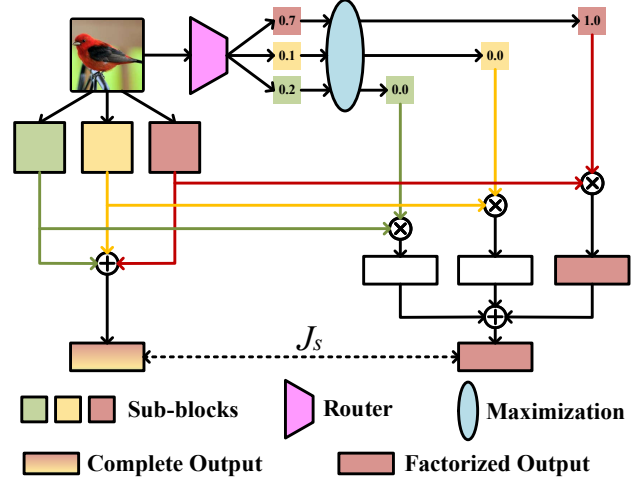 0.7
1.0
0.1
0.0
0.2
0.0
J_s
Sub-blocks
Router
Maximization
Complete Output
Factorized Output